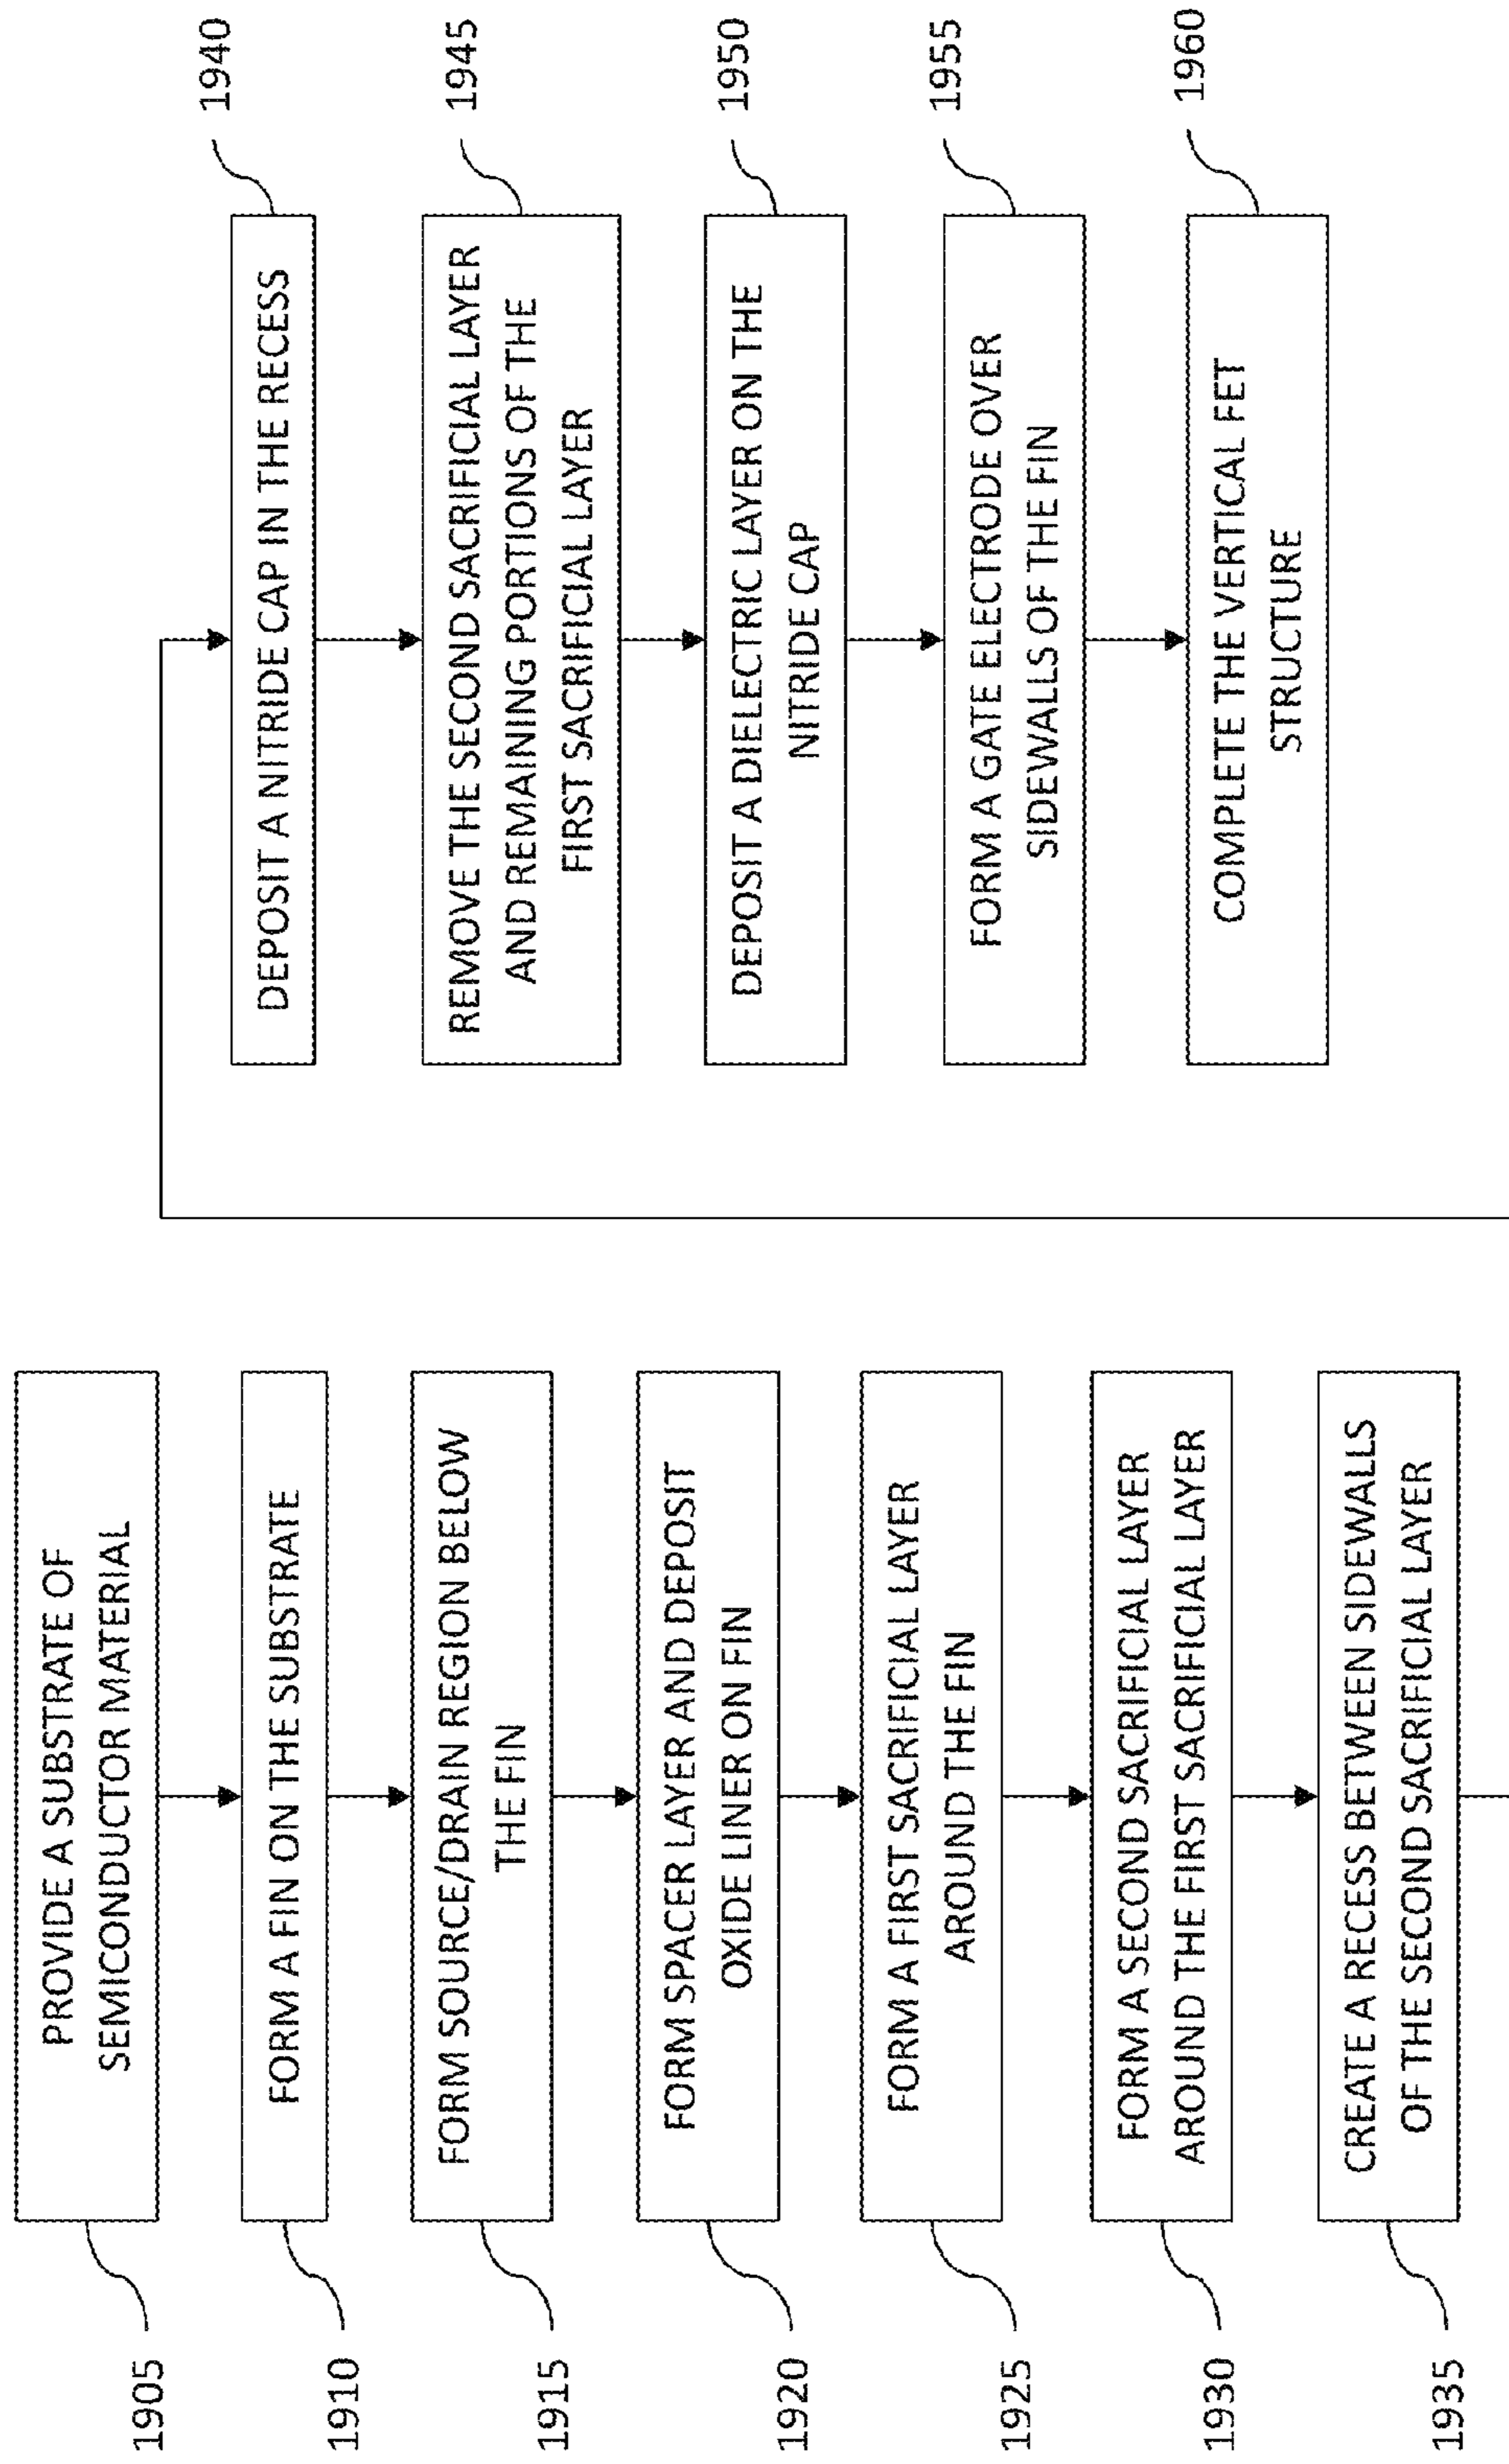 1905
PROVIDE A SUBSTRATE OF
SEMICONDUCTOR MATERIAL
1910
FORM A FIN ON THE SUBSTRATE
1915
FORM SOURCE/DRAIN REGION BELOW
THE FIN
1920
FORM SPACER LAYER AND DEPOSIT
OXIDE LINER ON FIN
1925
FORM A FIRST SACRIFICIAL LAYER
AROUND THE FIN
1930
FORM A SECOND SACRIFICIAL LAYER
AROUND THE FIRST SACRIFICIAL LAYER
1935
CREATE A RECESS BETWEEN SIDEWALLS
OF THE SECOND SACRIFICIAL LAYER
DEPOSIT A NITRIDE CAP IN THE RECESS
1940
REMOVE THE SECOND SACRIFICIAL LAYER
AND REMAINING PORTIONS OF THE
FIRST SACRIFICIAL LAYER
1945
DEPOSIT A DIELECTRIC LAYER ON THE
NITRIDE CAP
1950
FORM A GATE ELECTRODE OVER
SIDEWALLS OF THE FIN
1955
COMPLETE THE VERTICAL FET
STRUCTURE
1960